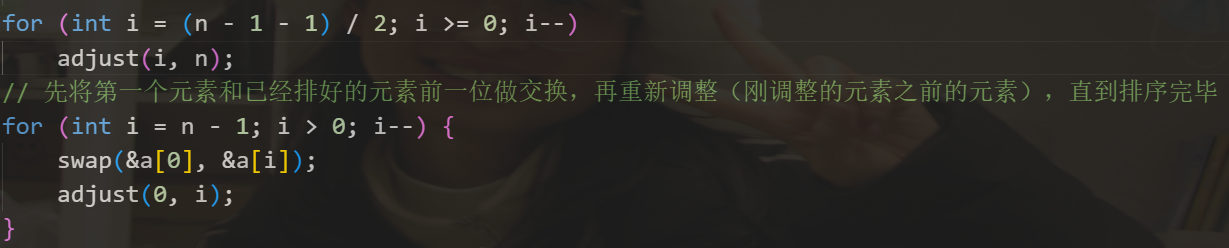 for (int i = (n - 1 - 1) / 2; i >= 0; i--)
    adjust(i, n);
// 先将第一个元素和已经排好的元素前一位做交换，再重新调整（刚调整的元素之前的元素），直到排序完毕
for (int i = n - 1; i > 0; i--) {
    swap(&a[0], &a[i]);
    adjust(0, i);
}